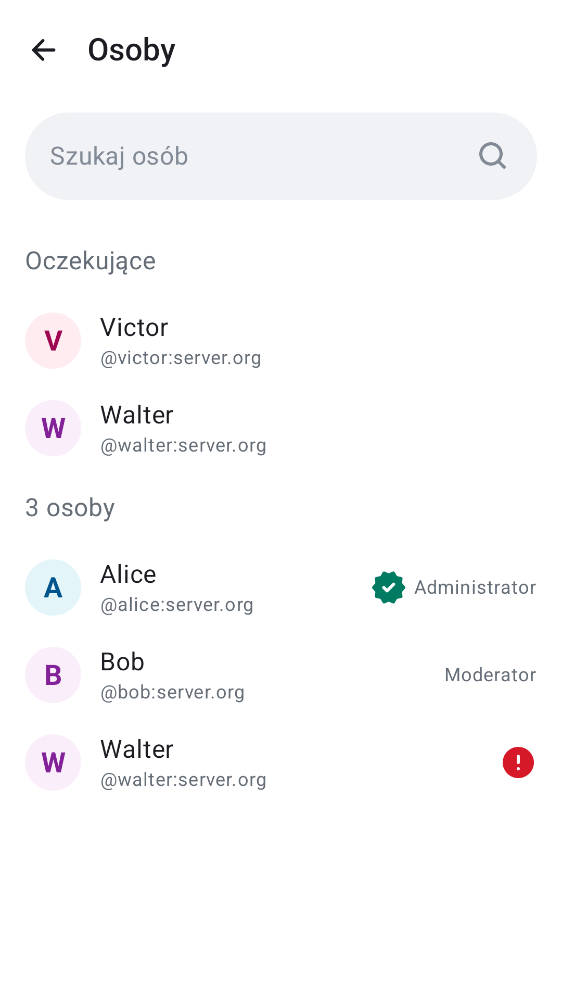 Osoby
Szukaj osób
Oczekujące
V
Victor
@victor:server.org
W
Walter
@walter:server.org
3 osoby
A
Alice
@alice:server.org
Administrator
B
Bob
@bob:server.org
Moderator
W
Walter
@walter:server.org